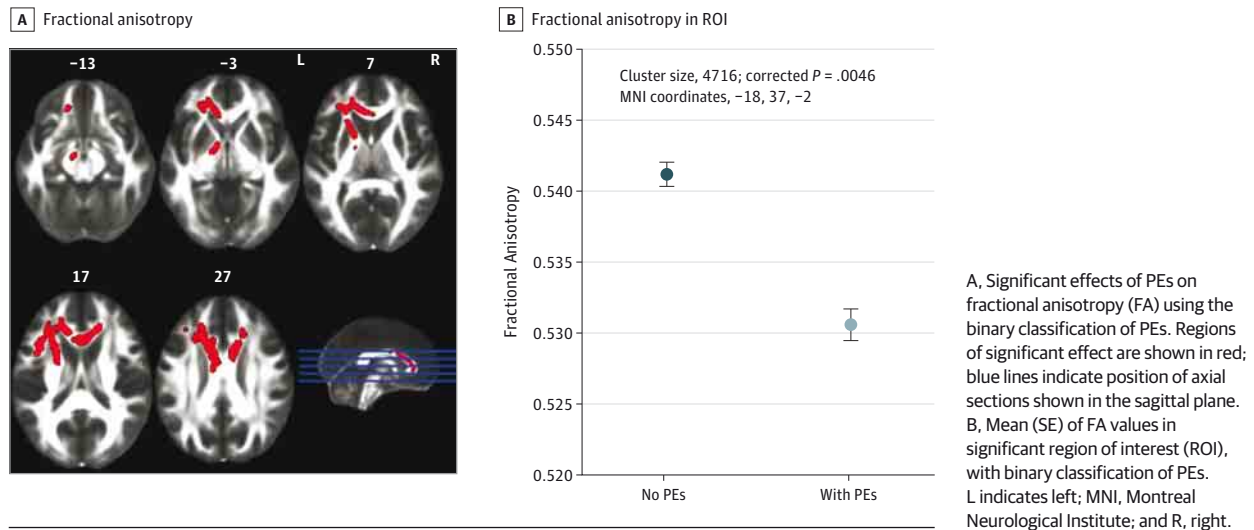 A Fractional anisotropy
−13
−3
L
7
R
17
27
B Fractional anisotropy in ROI
0.550
0.545
0.540
0.535
0.530
0.525
0.520
Fractional Anisotropy
Cluster size, 4716; corrected P = .0046
MNI coordinates, −18, 37, −2
No PEs
With PEs
A, Significant effects of PEs on
fractional anisotropy (FA) using the
binary classification of PEs. Regions
of significant effect are shown in red;
blue lines indicate position of axial
sections shown in the sagittal plane.
B, Mean (SE) of FA values in
significant region of interest (ROI),
with binary classification of PEs.
L indicates left; MNI, Montreal
Neurological Institute; and R, right.